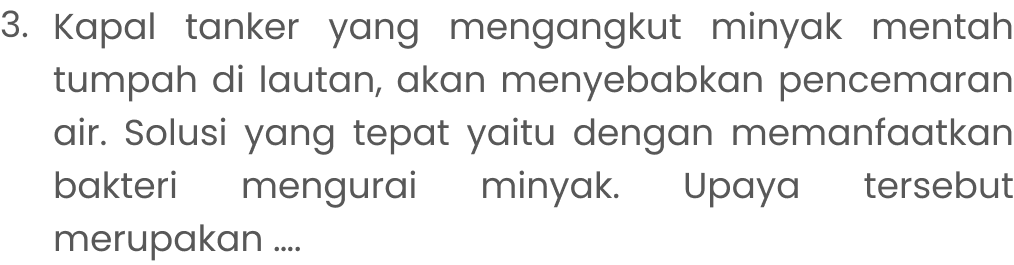 3. Kapal tanker yang mengangkut minyak mentah
tumpah di lautan, akan menyebabkan pencemaran
air. Solusi yang tepat yaitu dengan memanfaatkan
bakteri mengurai minyak. Upaya tersebut
merupakan ....